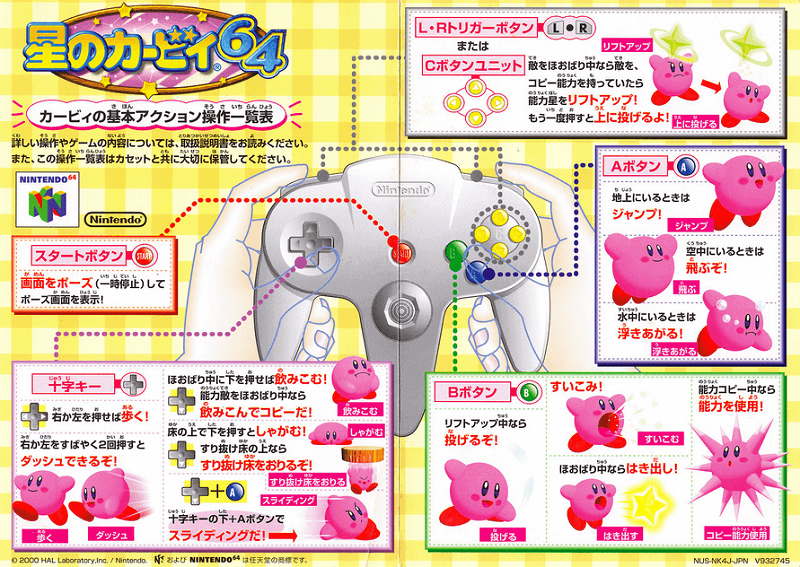 星のカービィ64
カービィの基本アクション操作一覧表
詳しい操作やゲームの内容については、取扱説明書をお読みください。
また、この操作一覧表はカセットと共に大切に保管してください。
NINTENDO64
N
Nintendo
Nintendo
スタートボタン START
画面をポーズ(一時停止)して
ポーズ画面を表示!
START
B
A
L・Rトリガーボタン L・R
または
Cボタンユニット
敵をほおばり中なら敵を、
コピー能力を持っていたら
能力星をリフトアップ!
もう一度押すと上に投げるよ!
リフトアップ
上に投げる
Aボタン A
地上にいるときは
ジャンプ!
ジャンプ
空中にいるときは
飛ぶぞ!
飛ぶ
水中にいるときは
浮きあがる!
浮きあがる
十字キー
右か左を押せば歩く!
右か左をすばやく2回押すと
ダッシュできるぞ!
歩く
ダッシュ
ほおばり中に下を押せば飲みこむ!
能力敵をほおばり中なら
飲みこんでコピーだ!
飲みこむ
床の上で下を押すとしゃがむ!
しゃがむ
すり抜け床の上なら
すり抜け床をおりるぞ!
すり抜け床をおりる
+A
スライディング
十字キーの下+Aボタンで
スライディングだ!
Bボタン B
リフトアップ中なら
投げるぞ!
投げる
すいこみ!
すいこむ
ほおばり中ならはき出し!
はき出す
能力コピー中なら
能力を使用!
コピー能力使用
© 2000 HAL Laboratory,Inc. / Nintendo. N および NINTENDO64 は任天堂の商標です。
NUS-NK4J-JPN V932745